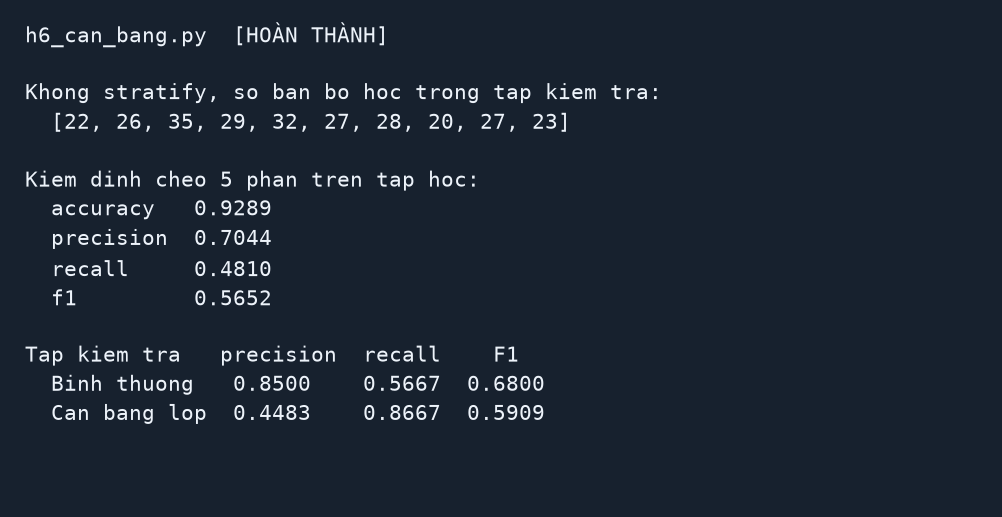 h6_can_bang.py  [HOÀN THÀNH]
Khong stratify, so ban bo hoc trong tap kiem tra:
[22, 26, 35, 29, 32, 27, 28, 20, 27, 23]
Kiem dinh cheo 5 phan tren tap hoc:
accuracy   0.9289
precision  0.7044
recall     0.4810
f1         0.5652
Tap kiem tra   precision  recall    F1
Binh thuong   0.8500    0.5667  0.6800
Can bang lop  0.4483    0.8667  0.5909